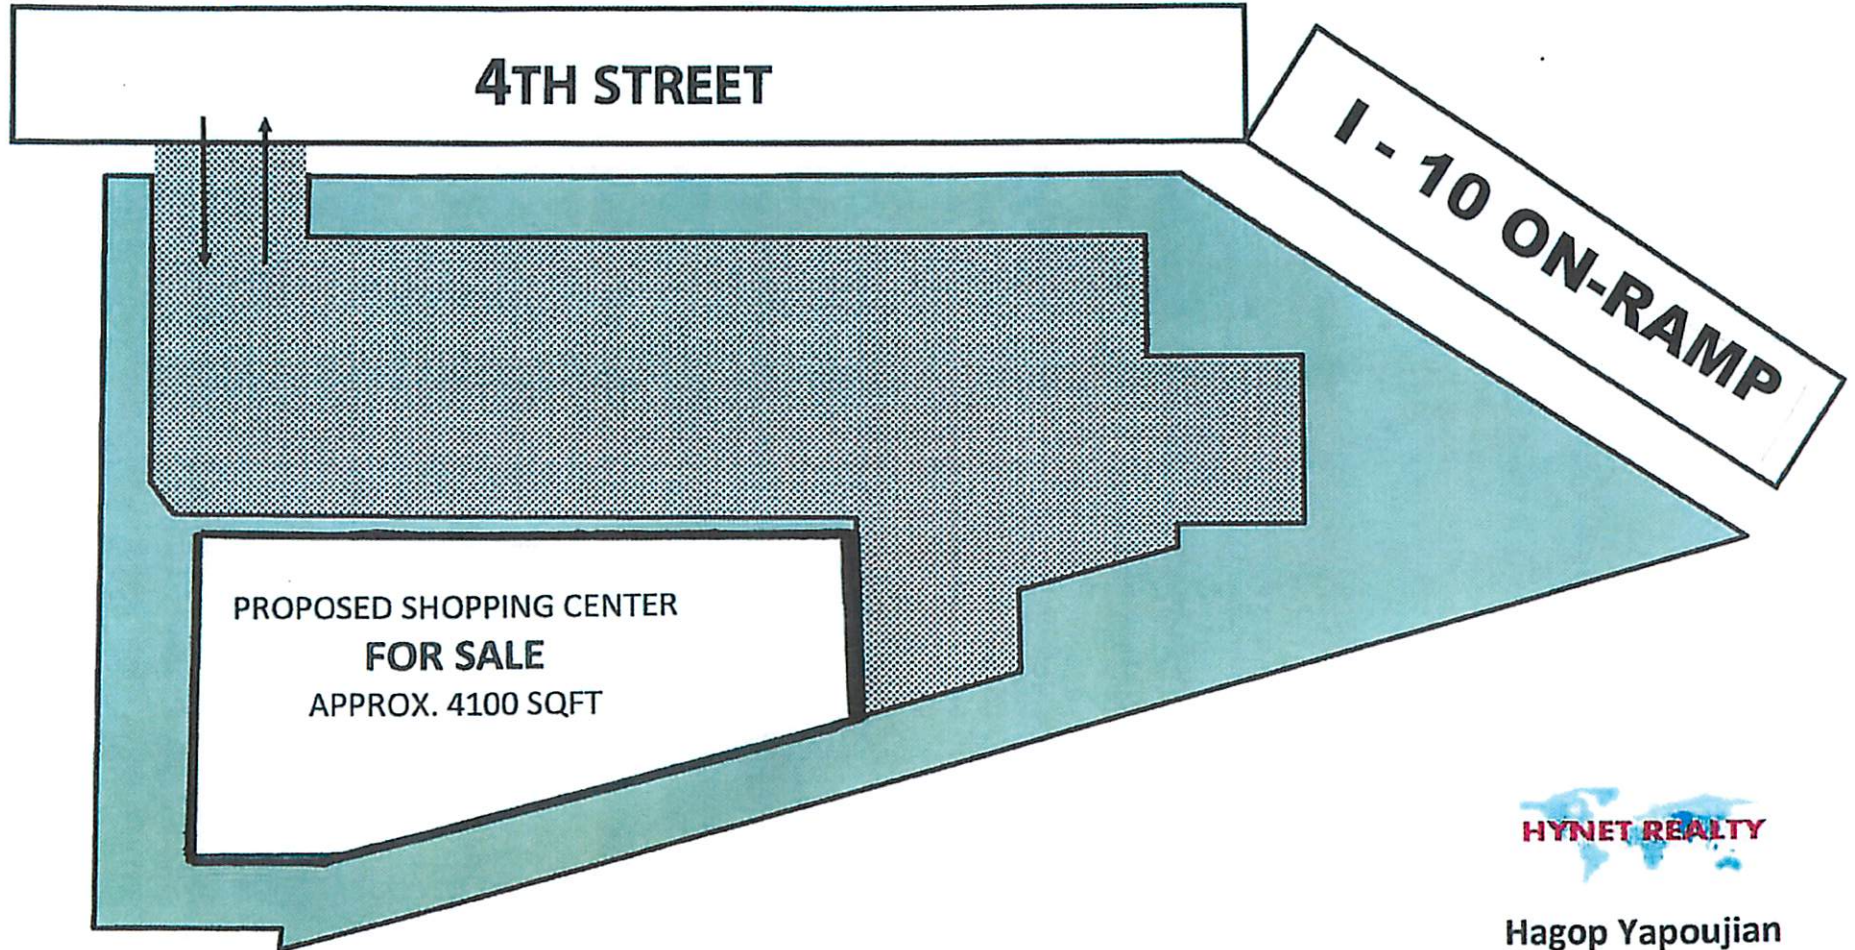 4TH STREET
I - 10 ON-RAMP
PROPOSED SHOPPING CENTER
FOR SALE
APPROX. 4100 SQFT
HYNET REALTY
Hagop Yapoujian